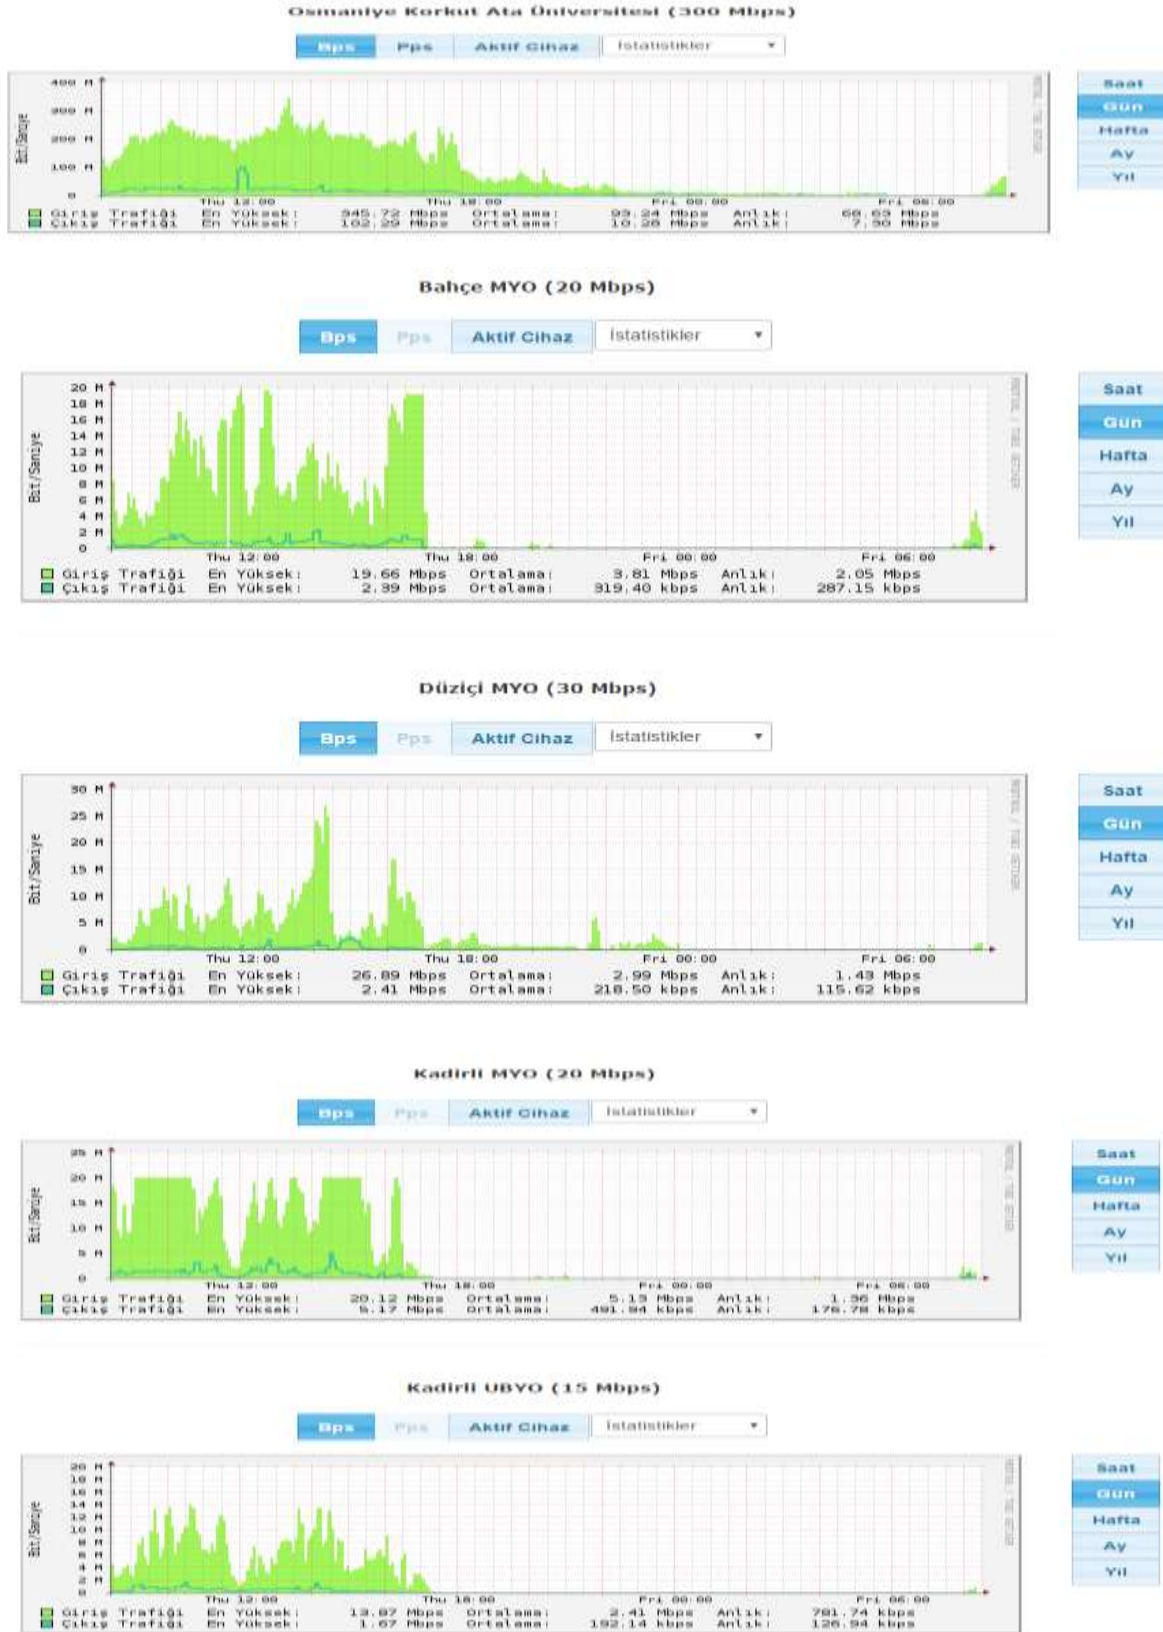 Osmaniye Korkut Ata Üniversitesi (300 Mbps)
Bps Pps Aktif Cihaz İstatistikler
Saat
Gün
Hafta
Ay
Yıl
400 M
300 M
200 M
100 M
0
Bit/Saniye
Thu 12:00 Thu 18:00 Fri 00:00 Fri 06:00
Giriş Trafiği En Yüksek: 345.72 Mbps Ortalama: Mbps Anlık: Mbps
Çıkış Trafiği En Yüksek: 102.29 Mbps Ortalama: Mbps Anlık: 7.90 Mbps
Bahçe MYO (20 Mbps)
Bps Pps Aktif Cihaz İstatistikler
Saat
Gün
Hafta
Ay
Yıl
20 M
18 M
16 M
14 M
12 M
10 M
8 M
6 M
4 M
2 M
0
Bit/Saniye
Thu 12:00 Thu 18:00 Fri 00:00 Fri 06:00
Giriş Trafiği En Yüksek: 19.66 Mbps Ortalama: 3.81 Mbps Anlık: 2.05 Mbps
Çıkış Trafiği En Yüksek: 2.39 Mbps Ortalama: 319.40 kbps Anlık: 287.15 kbps
Düziçi MYO (30 Mbps)
Bps Pps Aktif Cihaz İstatistikler
Saat
Gün
Hafta
Ay
Yıl
30 M
25 M
20 M
15 M
10 M
5 M
0
Bit/Saniye
Thu 12:00 Thu 18:00 Fri 00:00 Fri 06:00
Giriş Trafiği En Yüksek: 26.89 Mbps Ortalama: 2.99 Mbps Anlık: 1.43 Mbps
Çıkış Trafiği En Yüksek: 2.41 Mbps Ortalama: 218.50 kbps Anlık: 115.62 kbps
Kadirli MYO (20 Mbps)
Bps Pps Aktif Cihaz İstatistikler
Saat
Gün
Hafta
Ay
Yıl
25 M
20 M
15 M
10 M
5 M
0
Bit/Saniye
Thu 12:00 Thu 18:00 Fri 00:00 Fri 06:00
Giriş Trafiği En Yüksek: 20.12 Mbps Ortalama: 5.19 Mbps Anlık: 1.36 Mbps
Çıkış Trafiği En Yüksek: 5.17 Mbps Ortalama: 491.94 kbps Anlık: 176.78 kbps
Kadirli UBYO (15 Mbps)
Bps Pps Aktif Cihaz İstatistikler
Saat
Gün
Hafta
Ay
Yıl
20 M
18 M
16 M
14 M
12 M
10 M
8 M
6 M
4 M
2 M
0
Bit/Saniye
Thu 12:00 Thu 18:00 Fri 00:00 Fri 06:00
Giriş Trafiği En Yüksek: 13.87 Mbps Ortalama: 2.41 Mbps Anlık: 781.74 kbps
Çıkış Trafiği En Yüksek: 1.67 Mbps Ortalama: 192.14 kbps Anlık: 126.94 kbps